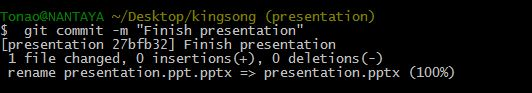 Tonao@NANTAYA ~/Desktop/kingsong (presentation)
$  git commit -m "Finish presentation"
[presentation 27bfb32] Finish presentation
 1 file changed, 0 insertions(+), 0 deletions(-)
 rename presentation.ppt.pptx => presentation.pptx (100%)